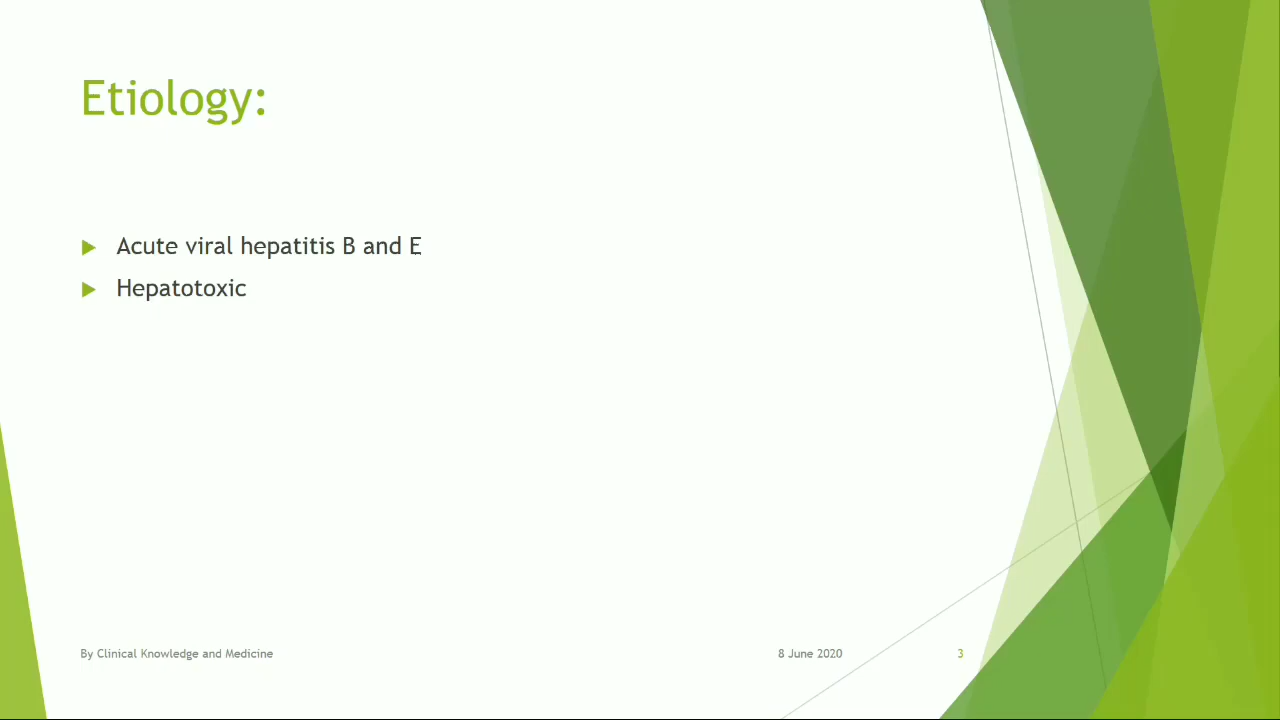 Etiology:
Acute viral hepatitis B and E
Hepatotoxic
By Clinical Knowledge and Medicine
8 June 2020
3